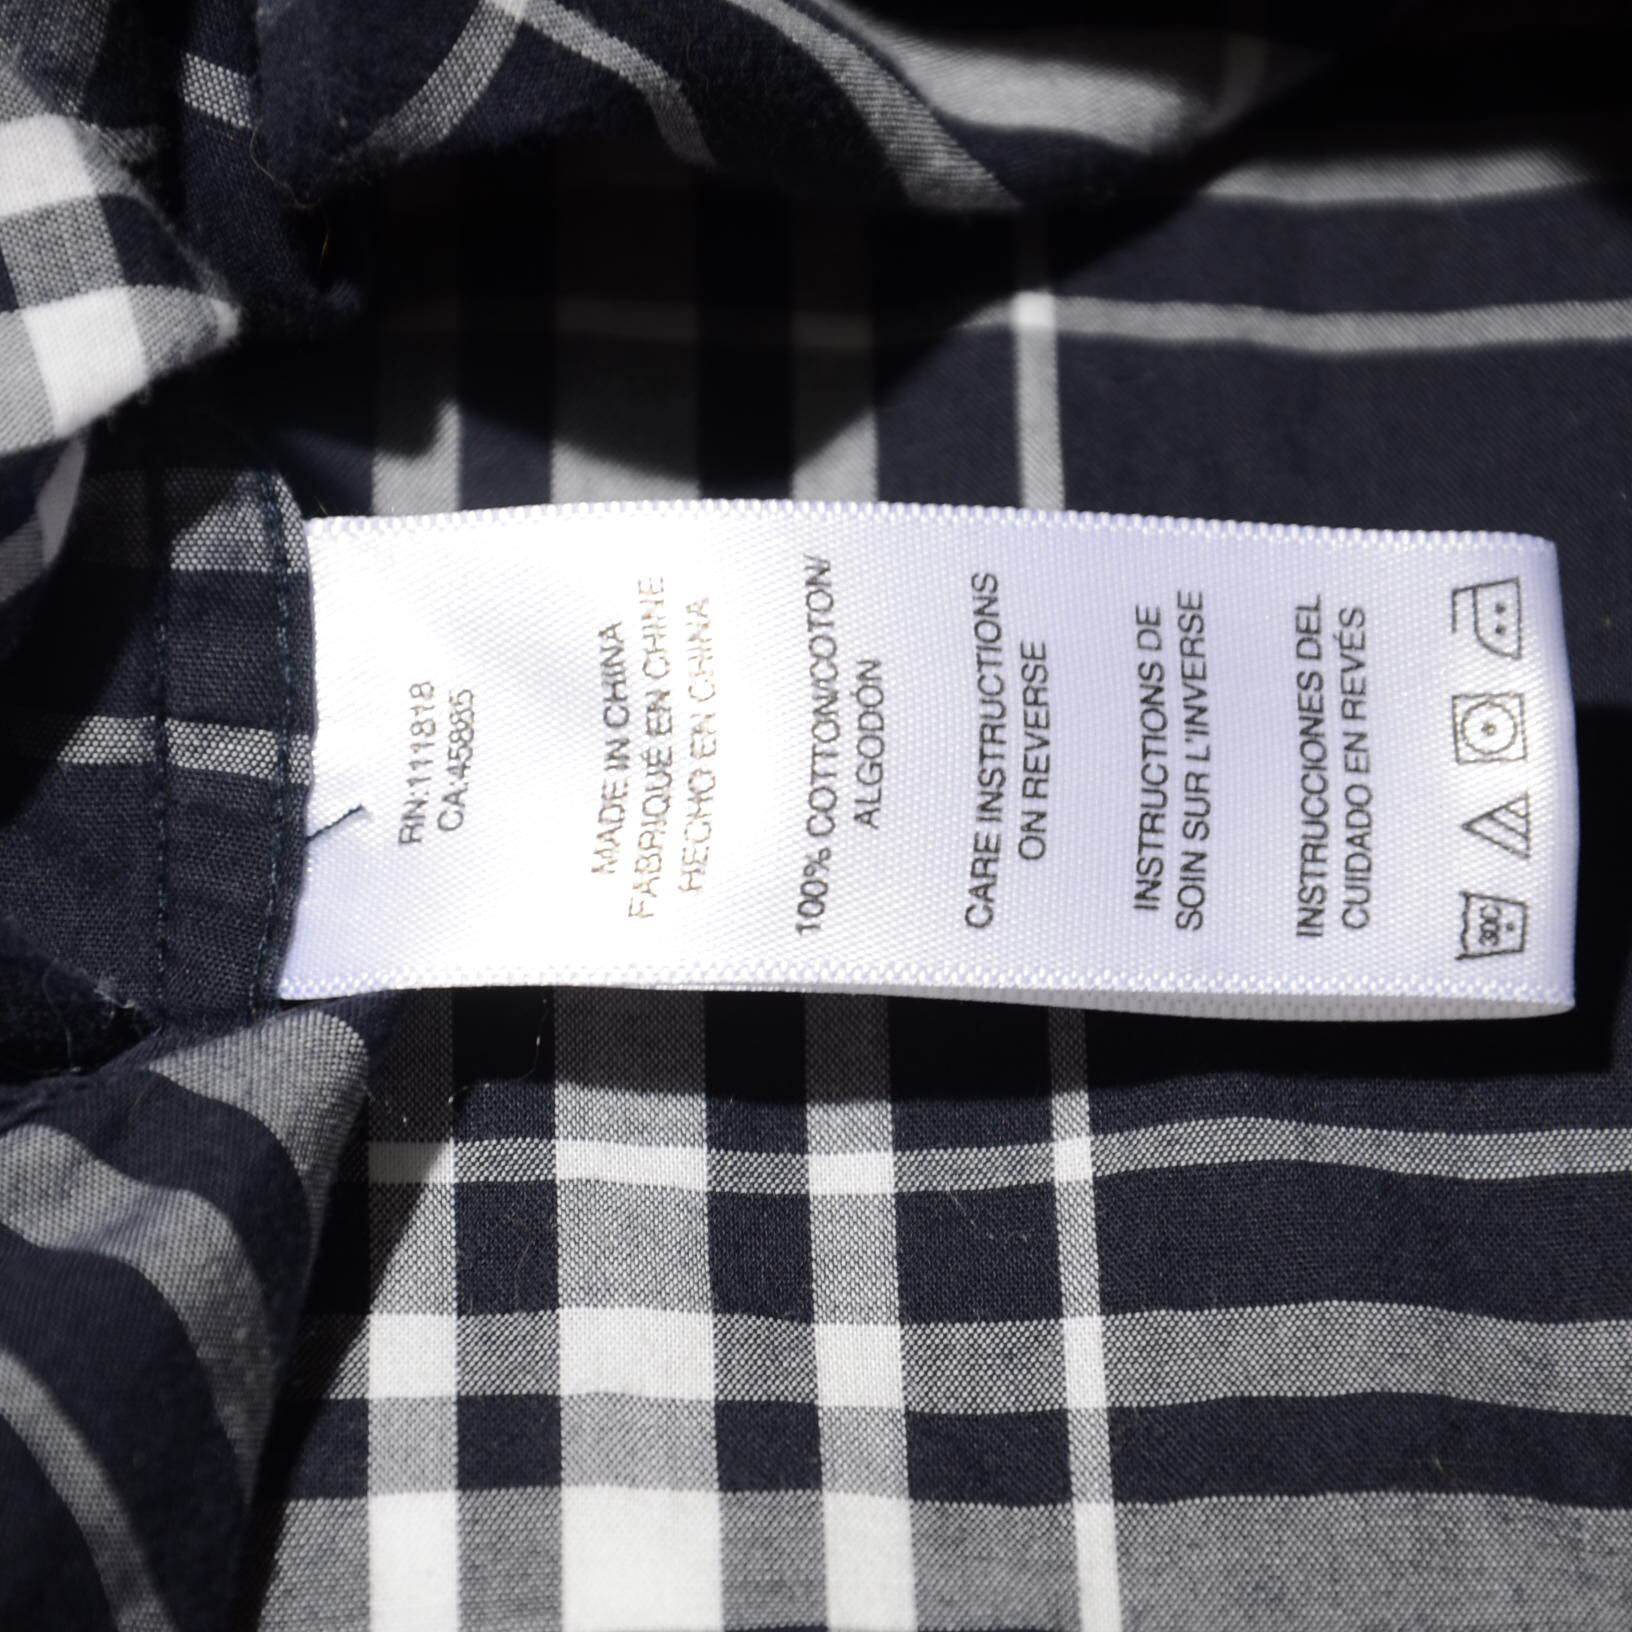 RN:111818
CA:45885
MADE IN CHINA
FABRIQUÉ EN CHINE
HECHO EN CHINA
100% COTTON/COTON/
ALGODÓN
CARE INSTRUCTIONS
ON REVERSE
INSTRUCTIONS DE
SOIN SUR L'INVERSE
INSTRUCCIONES DEL
CUIDADO EN REVÉS
30C